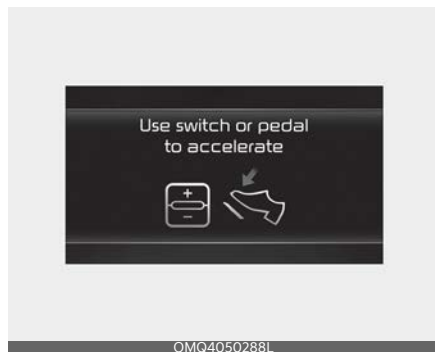 Use switch or pedal
to accelerate
+
−
OMQ4050288L